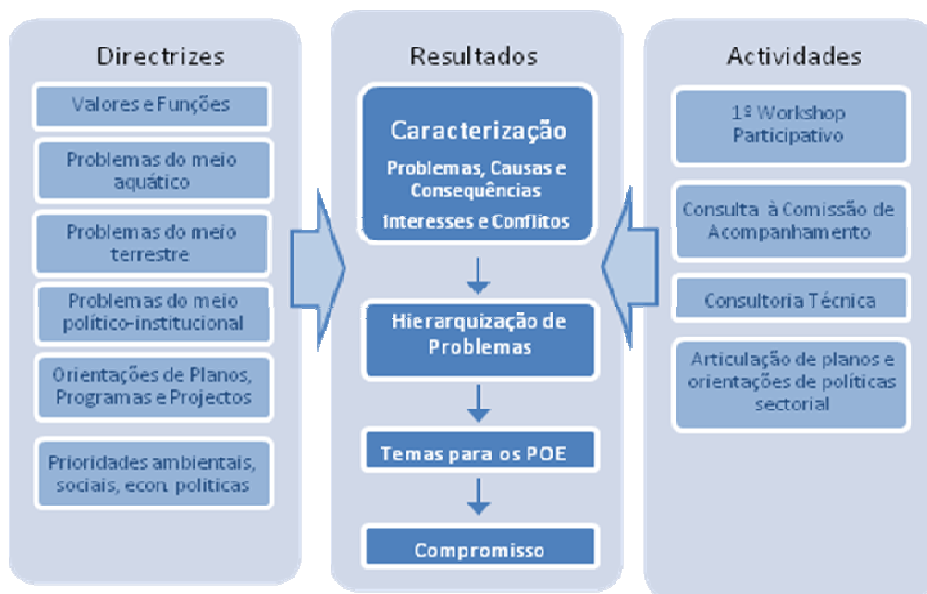 Directrizes
Valores e Funções
Problemas do meio
aquático
Problemas do meio
terrestre
Problemas do meio
político-institucional
Orientações de Planos,
Programas e Projectos
Prioridades ambientais,
sociais, econ. politicas
Resultados
Caracterização
Problemas, Causas e
Consequências
Interesses e Conflitos
Hierarquização de
Problemas
Temas para os POE
Compromisso
Actividades
1º Workshop
Participativo
Consulta à Comissão de
Acompanhamento
Consultoria Técnica
Articulação de planos e
orientações de políticas
sectorial